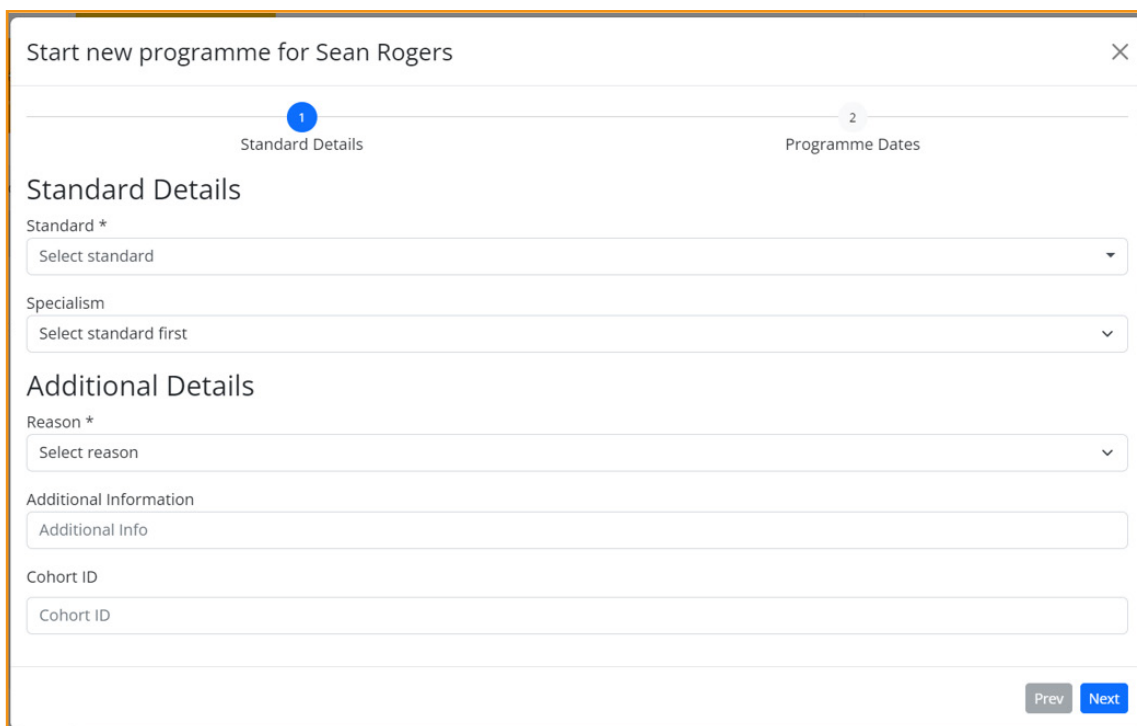 Start new programme for Sean Rogers
1
2
Standard Details
Programme Dates
Standard Details
Standard *
Select standard
Specialism
Select standard first
Additional Details
Reason *
Select reason
Additional Information
Additional Info
Cohort ID
Cohort ID
Prev
Next